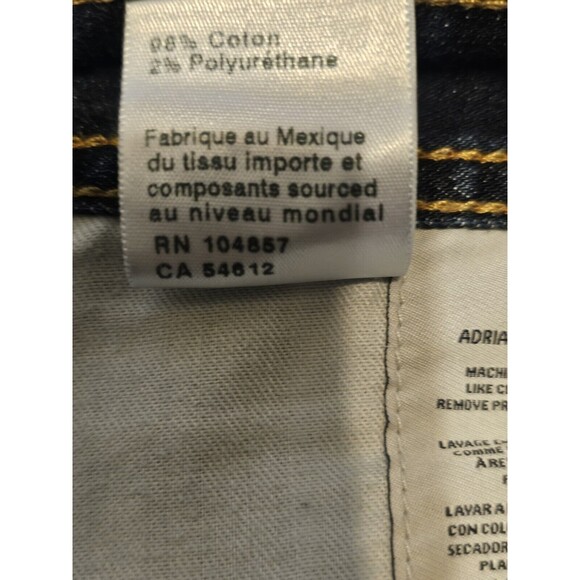 98% Coton
2% Polyuréthane
Fabrique au Mexique
du tissu importe et
composants sourced
au niveau mondial
RN 104857
CA 54612
ADRIA
MACHI
LIKE C
REMOVE PR
LAVAGE
COMME
ÀRE
LAVAR A
CON COL
SECADOR
PLA